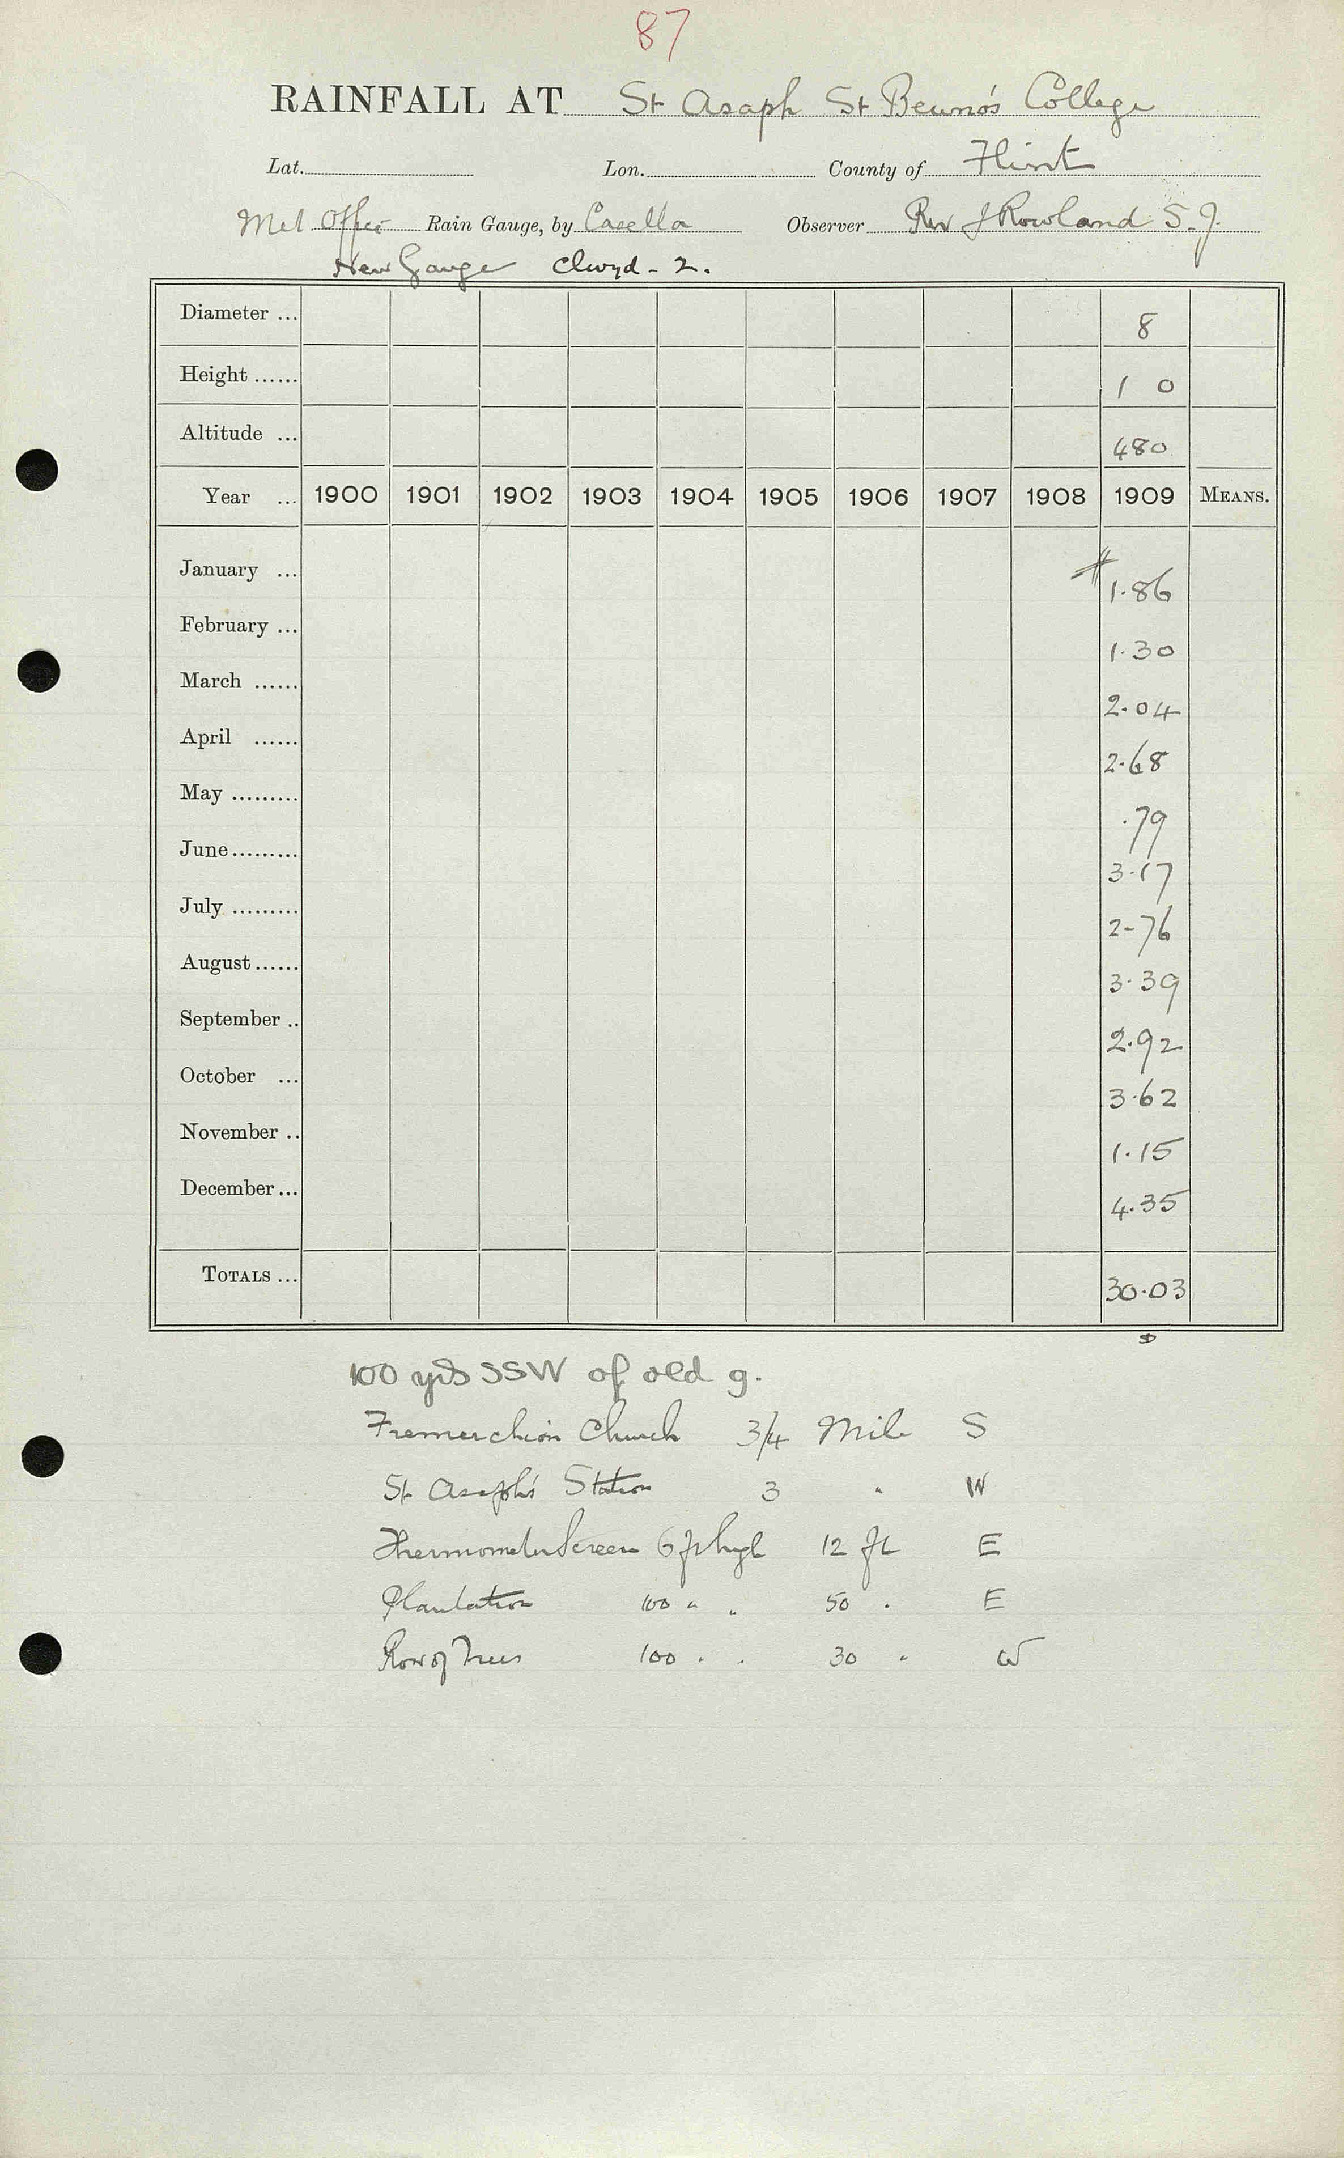 87
RAINFALL AT St Asaph St Beuno's College
Lat. Lon. County of Flint
Met Office Rain Gauge, by Casella Observer Rev J Rowland S.J.
New Gauge Clwyd - 2.
Diameter ... 8
Height ...... 1 0
Altitude ... 480
Year ... 1900 1901 1902 1903 1904 1905 1906 1907 1908 1909 MEANS.
January ... 1.86
February ... 1.30
March ...... 2.04
April ...... 2.68
May ......... .79
June ......... 3.17
July ......... 2-76
August ...... 3.39
September .. 2.92
October ... 3.62
November .. 1.15
December ... 4.35
TOTALS ... 30.03
100 yds SSW of old g.
Tremerchion Church 3/4 Mile S
St Asaph's Station 3 " W
Thermometer Screen 6 ft high 12 ft E
Plantation 100 " " 50 " E
Row of Trees 100 " " 30 " W